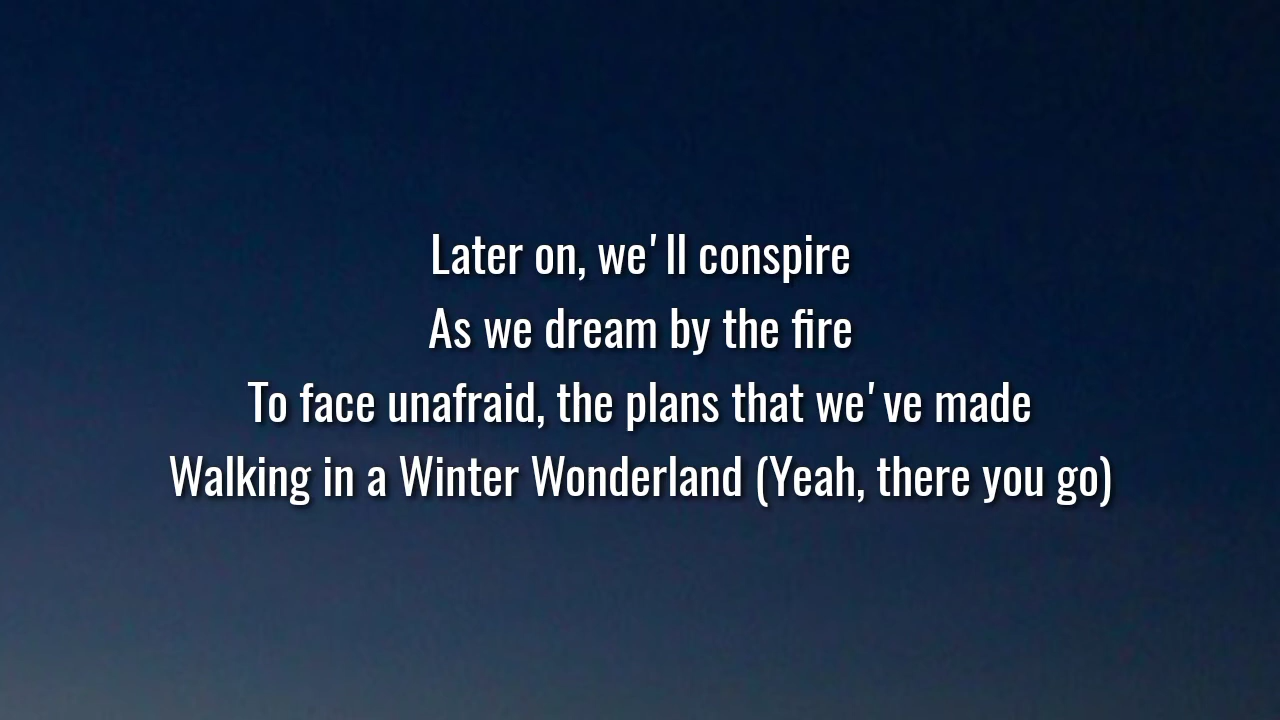 Later on, we'll conspire
As we dream by the fire
To face unafraid, the plans that we've made
Walking in a Winter Wonderland (Yeah, there you go)